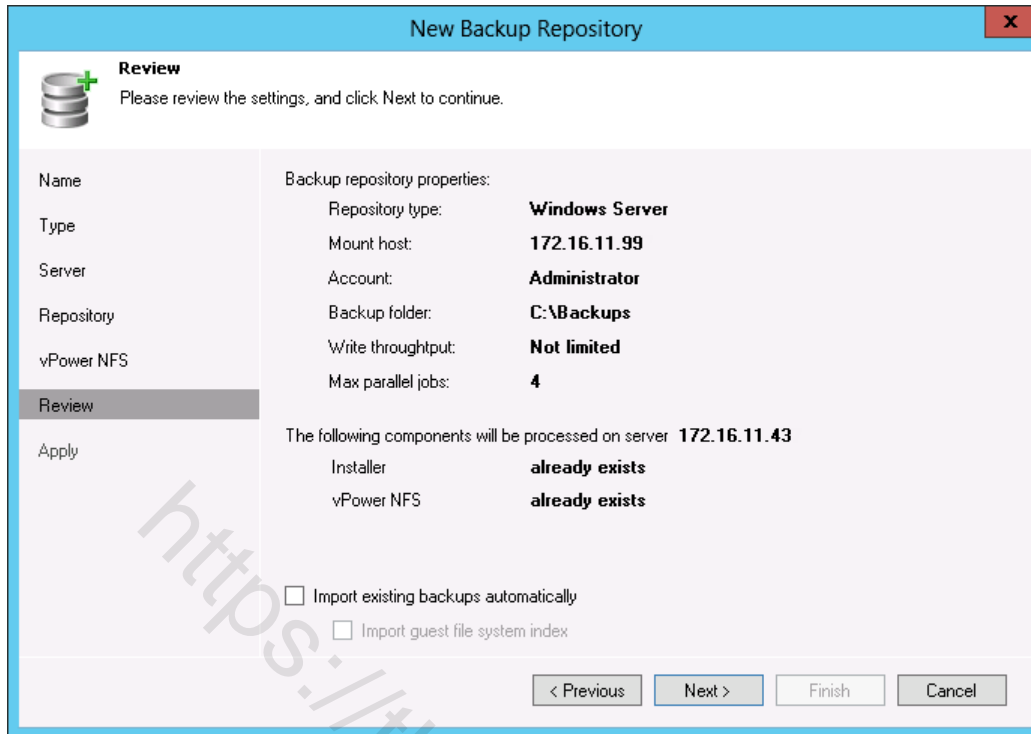 New Backup Repository
x
Review
Please review the settings, and click Next to continue.
Name
Type
Server
Repository
vPower NFS
Review
Apply
Backup repository properties:
Repository type: Windows Server
Mount host: 172.16.11.99
Account: Administrator
Backup folder: C:\Backups
Write throughtput: Not limited
Max parallel jobs: 4
The following components will be processed on server 172.16.11.43
Installer already exists
vPower NFS already exists
Import existing backups automatically
Import guest file system index
< Previous Next > Finish Cancel
https://th